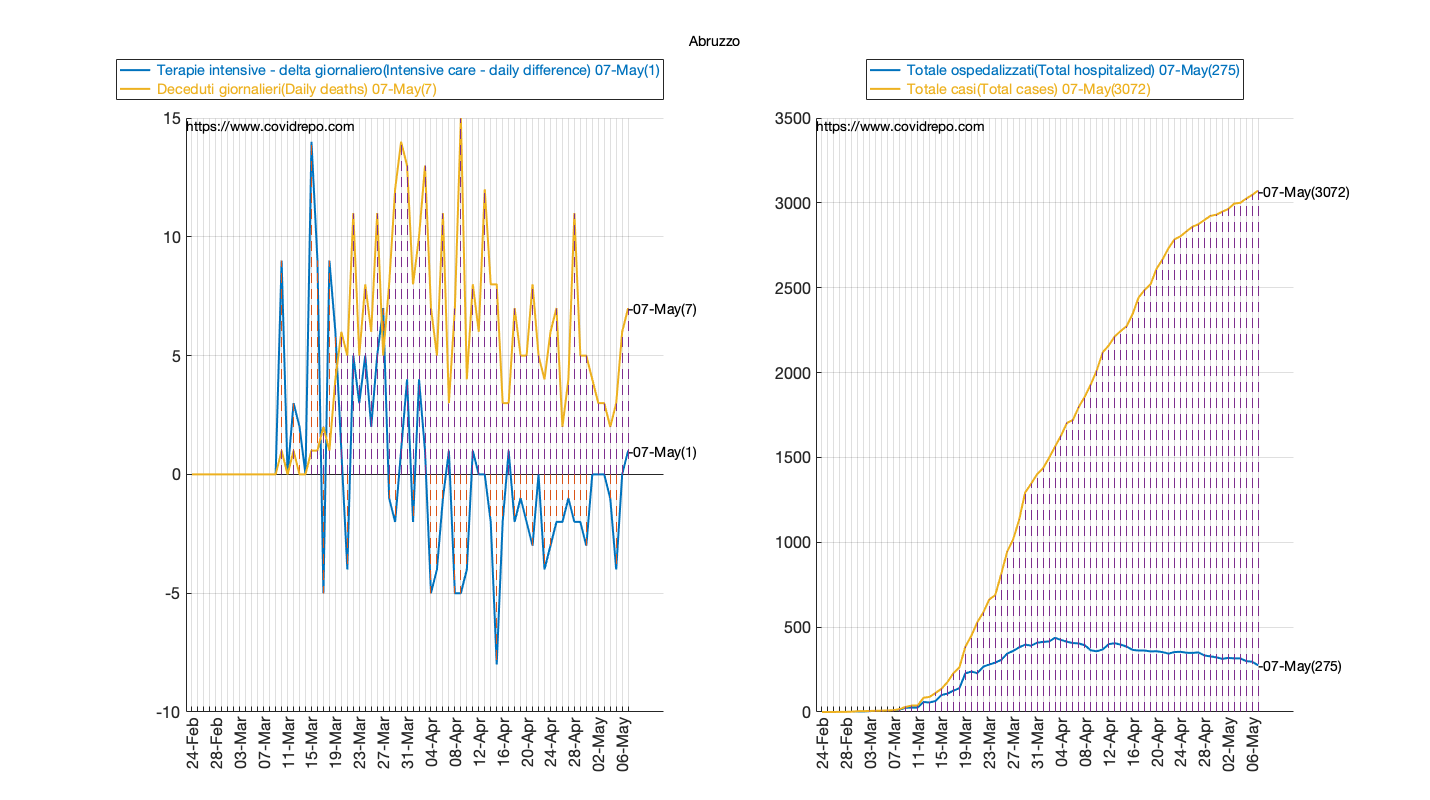 Abruzzo
Terapie intensive - delta giornaliero(Intensive care - daily difference) 07-May(1)
Deceduti giornalieri(Daily deaths) 07-May(7)
https://www.covidrepo.com
15
10
5
0
-5
-10
07-May(7)
07-May(1)
24-Feb
28-Feb
03-Mar
07-Mar
11-Mar
15-Mar
19-Mar
23-Mar
27-Mar
31-Mar
04-Apr
08-Apr
12-Apr
16-Apr
20-Apr
24-Apr
28-Apr
02-May
06-May
Totale ospedalizzati(Total hospitalized) 07-May(275)
Totale casi(Total cases) 07-May(3072)
https://www.covidrepo.com
3500
3000
2500
2000
1500
1000
500
0
07-May(3072)
07-May(275)
24-Feb
28-Feb
03-Mar
07-Mar
11-Mar
15-Mar
19-Mar
23-Mar
27-Mar
31-Mar
04-Apr
08-Apr
12-Apr
16-Apr
20-Apr
24-Apr
28-Apr
02-May
06-May